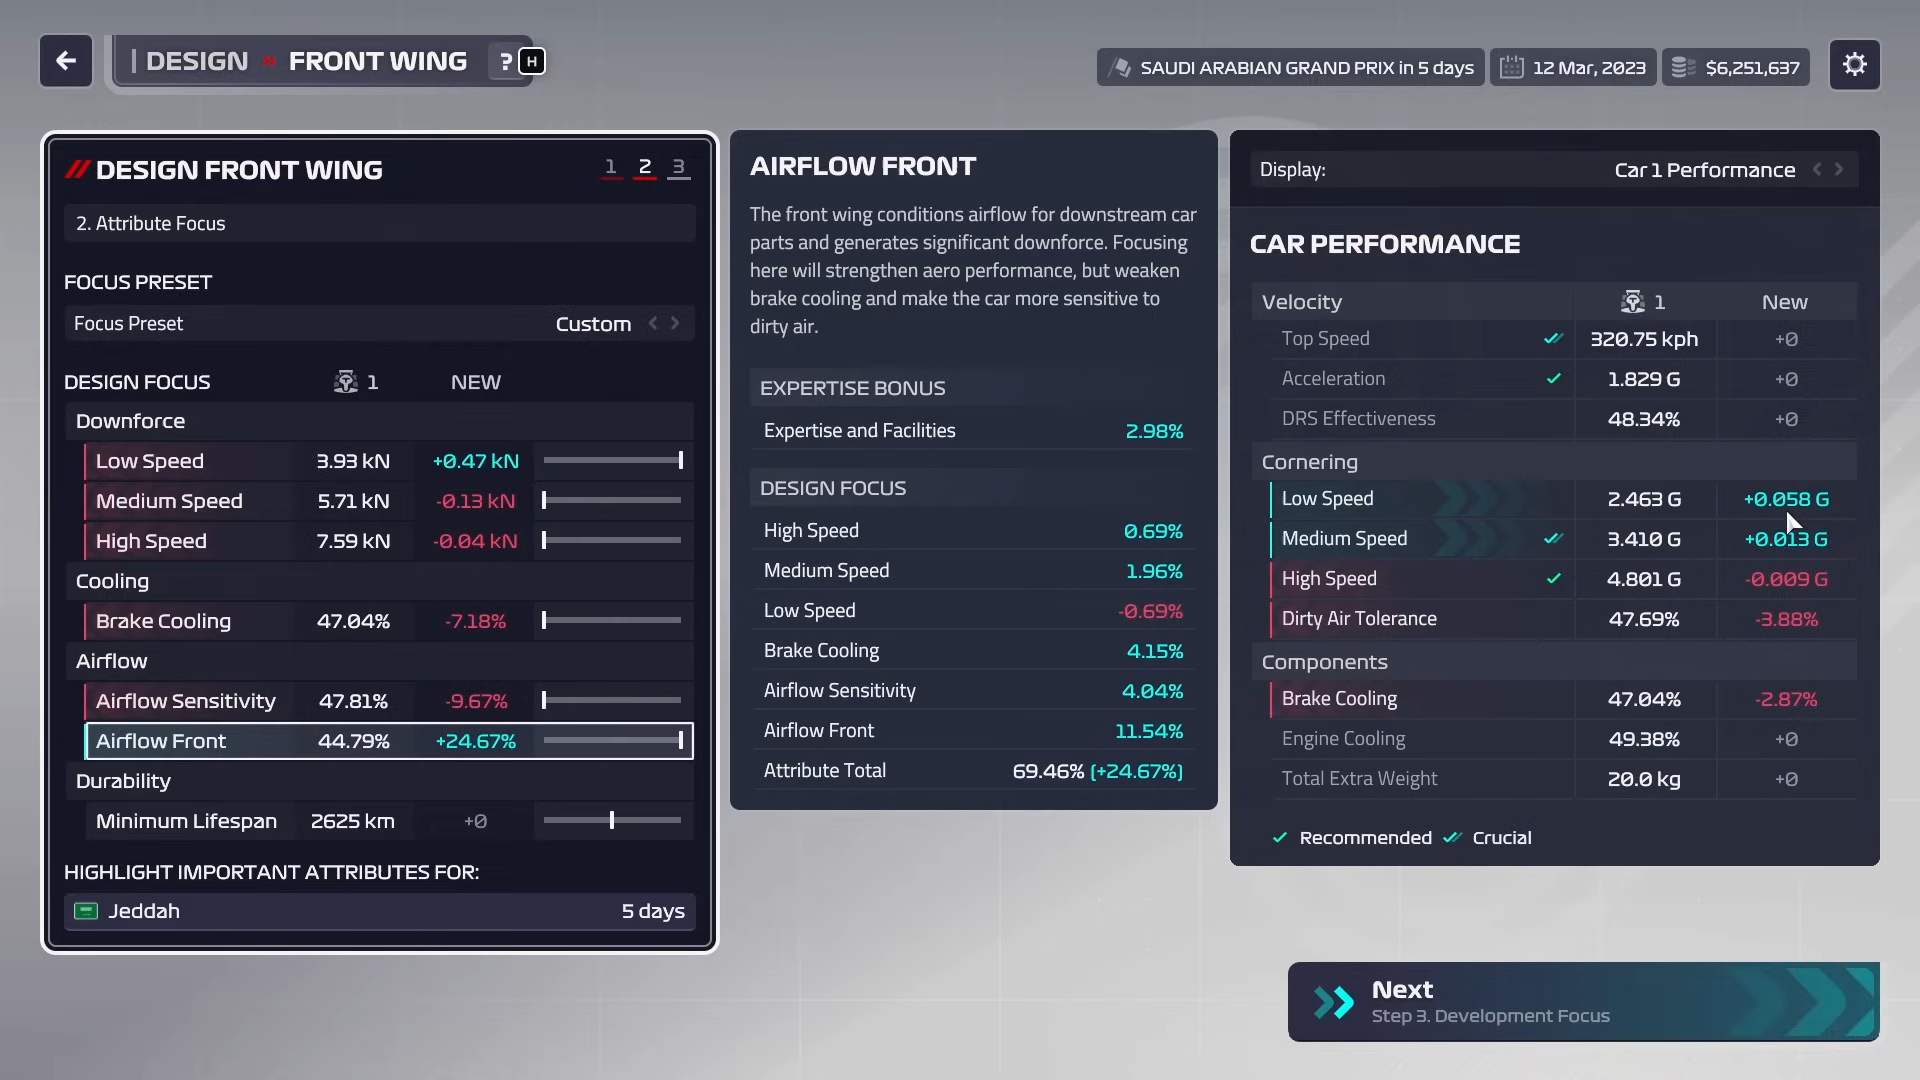 DESIGN » FRONT WING ? H
SAUDI ARABIAN GRAND PRIX in 5 days
12 Mar, 2023
$6,251,637
// DESIGN FRONT WING 1 2 3
2. Attribute Focus
FOCUS PRESET
Focus Preset Custom
DESIGN FOCUS 1 NEW
Downforce
Low Speed 3.93 kN +0.47 kN
Medium Speed 5.71 kN -0.13 kN
High Speed 7.59 kN -0.04 kN
Cooling
Brake Cooling 47.04% -7.18%
Airflow
Airflow Sensitivity 47.81% -9.67%
Airflow Front 44.79% +24.67%
Durability
Minimum Lifespan 2625 km +0
HIGHLIGHT IMPORTANT ATTRIBUTES FOR:
Jeddah 5 days
AIRFLOW FRONT
The front wing conditions airflow for downstream car
parts and generates significant downforce. Focusing
here will strengthen aero performance, but weaken
brake cooling and make the car more sensitive to
dirty air.
EXPERTISE BONUS
Expertise and Facilities 2.98%
DESIGN FOCUS
High Speed 0.69%
Medium Speed 1.96%
Low Speed -0.69%
Brake Cooling 4.15%
Airflow Sensitivity 4.04%
Airflow Front 11.54%
Attribute Total 69.46% (+24.67%)
Display: Car 1 Performance
CAR PERFORMANCE
Velocity 1 New
Top Speed 320.75 kph +0
Acceleration 1.829 G +0
DRS Effectiveness 48.34% +0
Cornering
Low Speed 2.463 G +0.058 G
Medium Speed 3.410 G +0.013 G
High Speed 4.801 G -0.009 G
Dirty Air Tolerance 47.69% -3.88%
Components
Brake Cooling 47.04% -2.87%
Engine Cooling 49.38% +0
Total Extra Weight 20.0 kg +0
Recommended Crucial
Next
Step 3. Development Focus